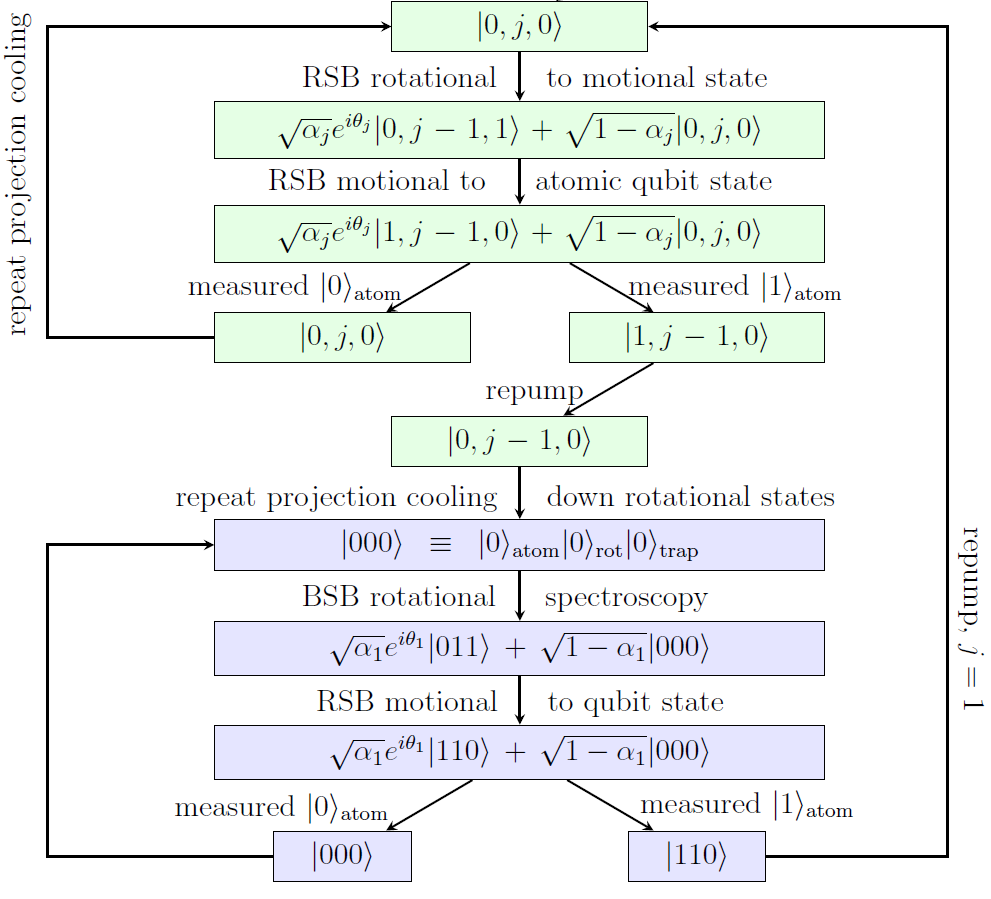 |0, j, 0⟩
RSB rotational to motional state
√α_j e^{iθ_j}|0, j − 1, 1⟩ + √(1 − α_j)|0, j, 0⟩
RSB motional to atomic qubit state
√α_j e^{iθ_j}|1, j − 1, 0⟩ + √(1 − α_j)|0, j, 0⟩
measured |0⟩_atom measured |1⟩_atom
|0, j, 0⟩ |1, j − 1, 0⟩
repeat projection cooling
repump
|0, j − 1, 0⟩
repeat projection cooling down rotational states
|000⟩ ≡ |0⟩_atom|0⟩_rot|0⟩_trap
BSB rotational spectroscopy
√α_1 e^{iθ_1}|011⟩ + √(1 − α_1)|000⟩
RSB motional to qubit state
√α_1 e^{iθ_1}|110⟩ + √(1 − α_1)|000⟩
measured |0⟩_atom measured |1⟩_atom
|000⟩ |110⟩
repump, j = 1